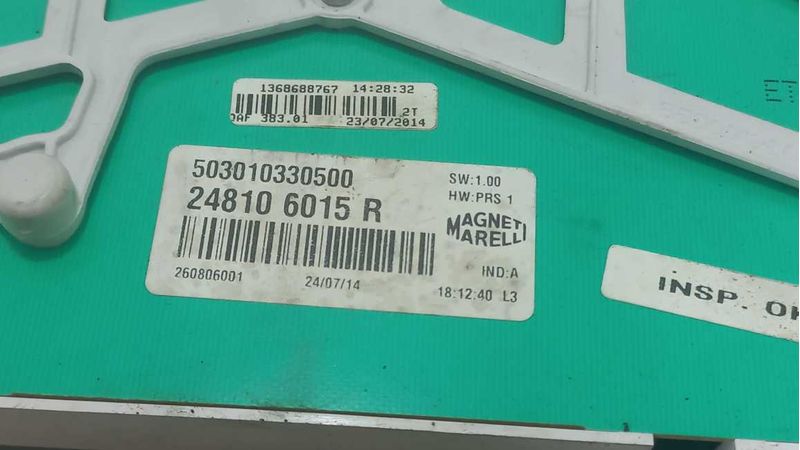 1368688767 14:28:32
DAF 383.01 23/07/2014 2T
503010330500
24810 6015 R
SW:1.00
HW:PRS 1
MAGNETI
MARELLI
IND:A
260806001 24/07/14 18:12:40 L3
INSP. OK